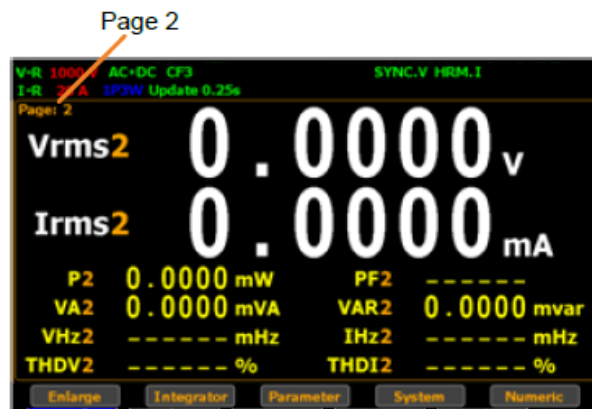 Page 2
V-R 1000 V AC+DC CF3 SYNC.V HRM.I
I-R 20 A 1P3W Update 0.25s
Page: 2
Vrms2 0.0000 V
Irms2 0.0000 mA
P2 0.0000 mW PF2 ------
VA2 0.0000 mVA VAR2 0.0000 mvar
VHz2 ------ mHz IHz2 ------ mHz
THDV2 ------ % THDI2 ------ %
Enlarge Integrator Parameter System Numeric